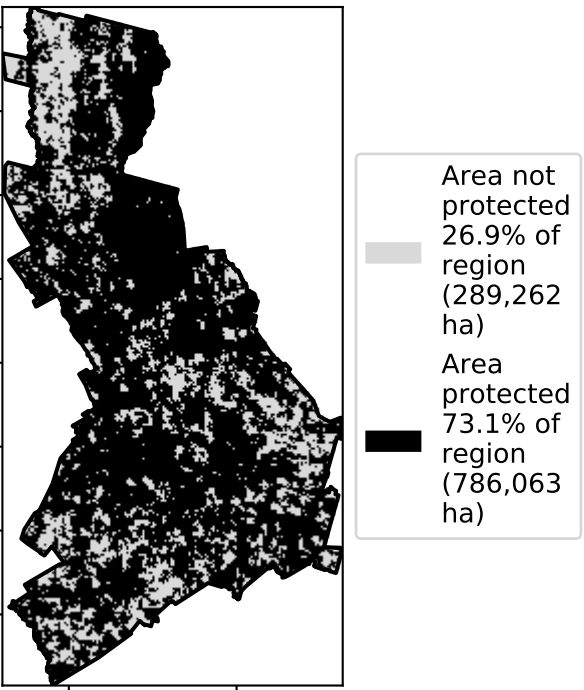 Area not
protected
26.9% of
region
(289,262
ha)
Area
protected
73.1% of
region
(786,063
ha)